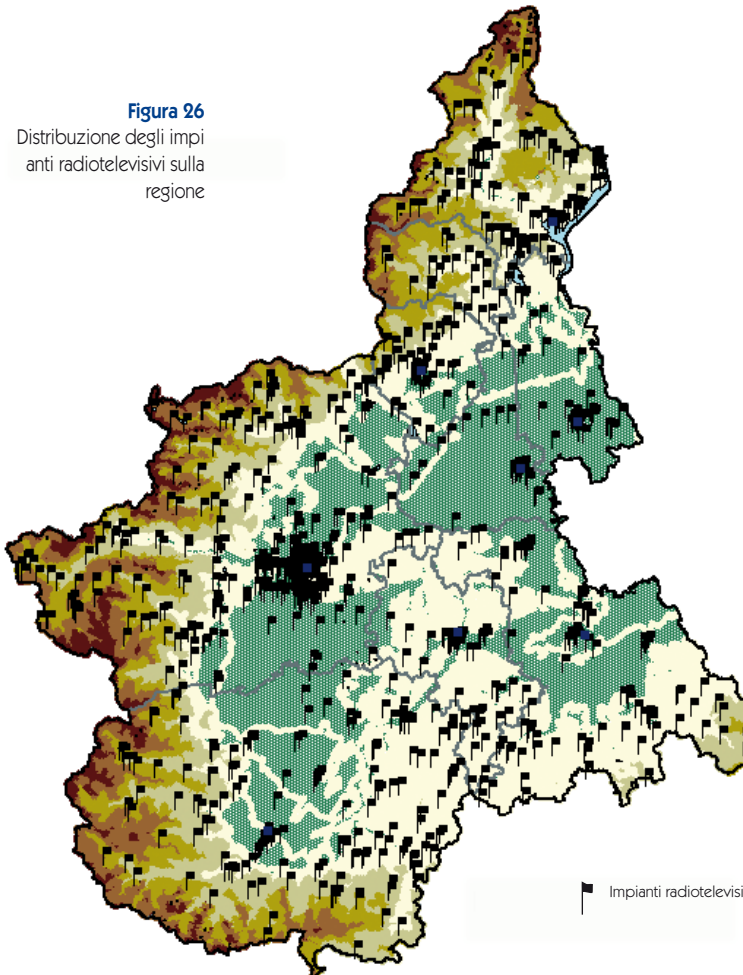 Figura 26
Distribuzione degli impi
anti radiotelevisivi sulla
regione
Impianti radiotelevisi